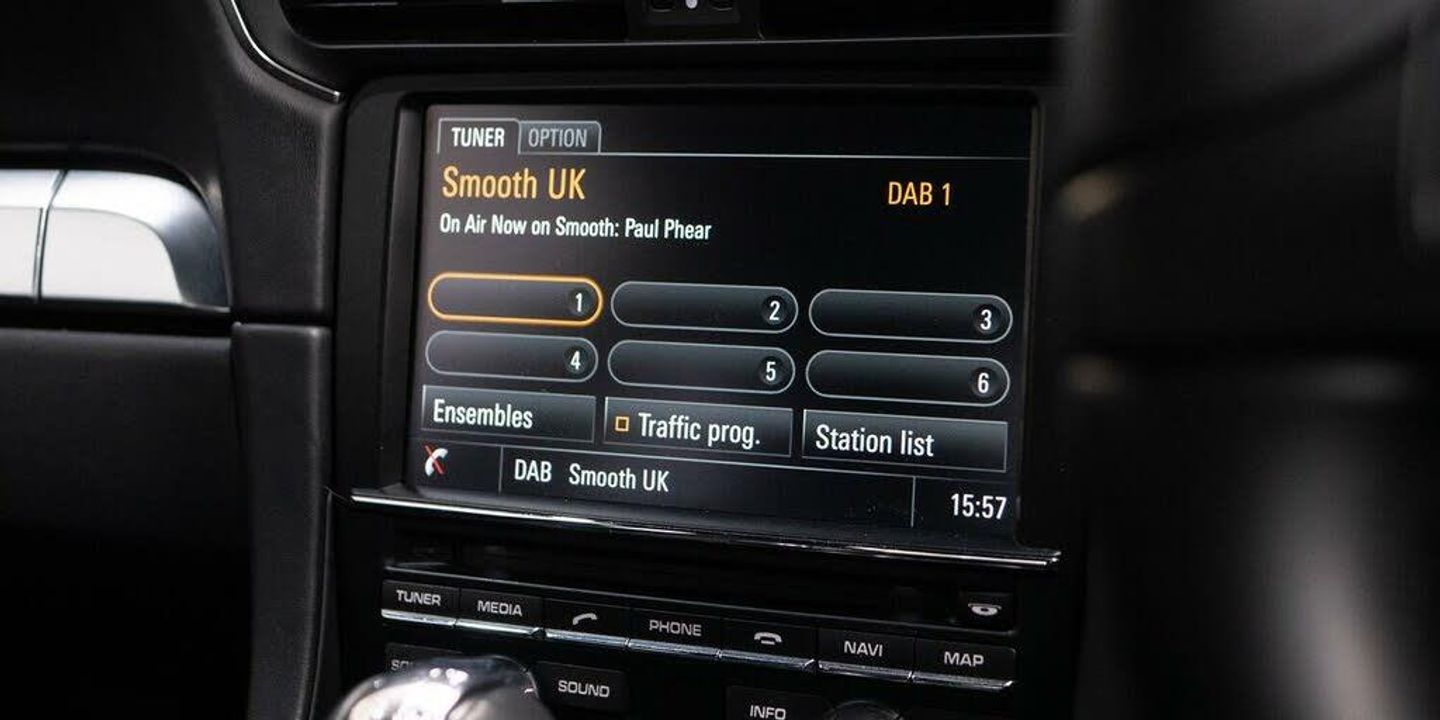 TUNER OPTION
Smooth UK DAB 1
On Air Now on Smooth: Paul Phear
1 2 3
4 5 6
Ensembles Traffic prog. Station list
DAB Smooth UK 15:57
TUNER MEDIA PHONE NAVI MAP
SOUND
INFO